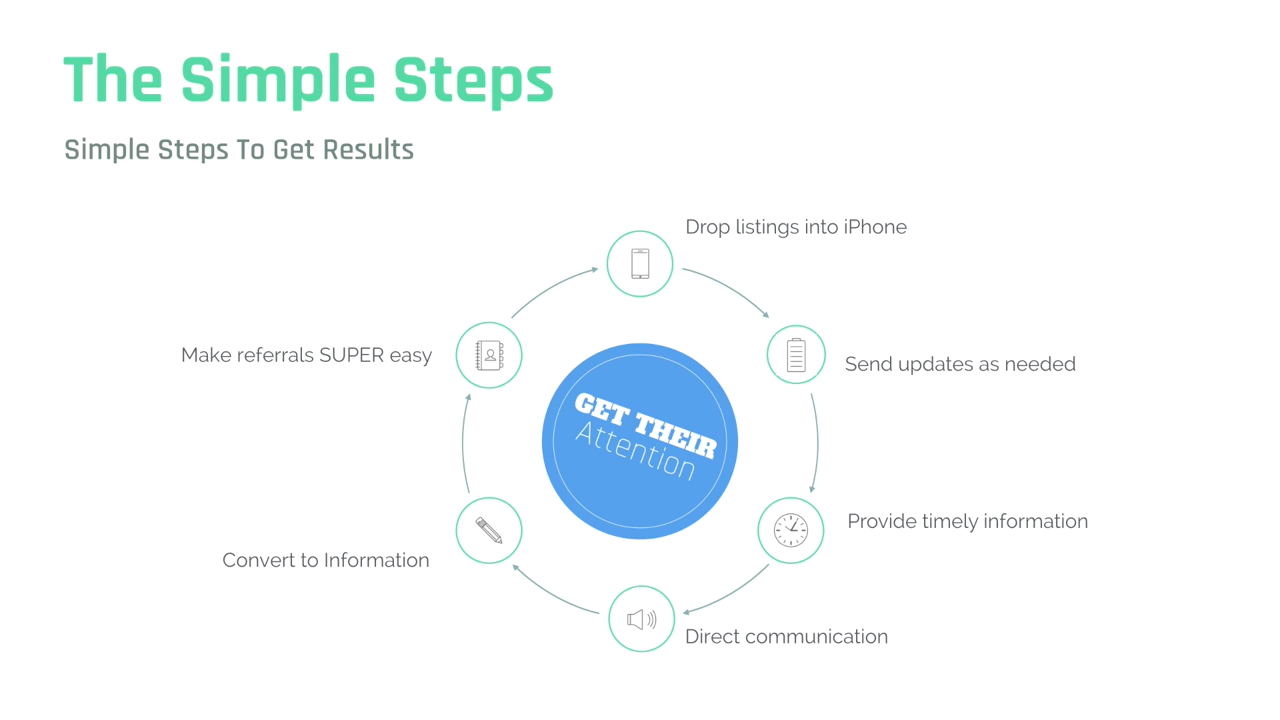 The Simple Steps
Simple Steps To Get Results
Drop listings into iPhone
Make referrals SUPER easy
Send updates as needed
GET THEIR
Attention
Provide timely information
Convert to Information
Direct communication